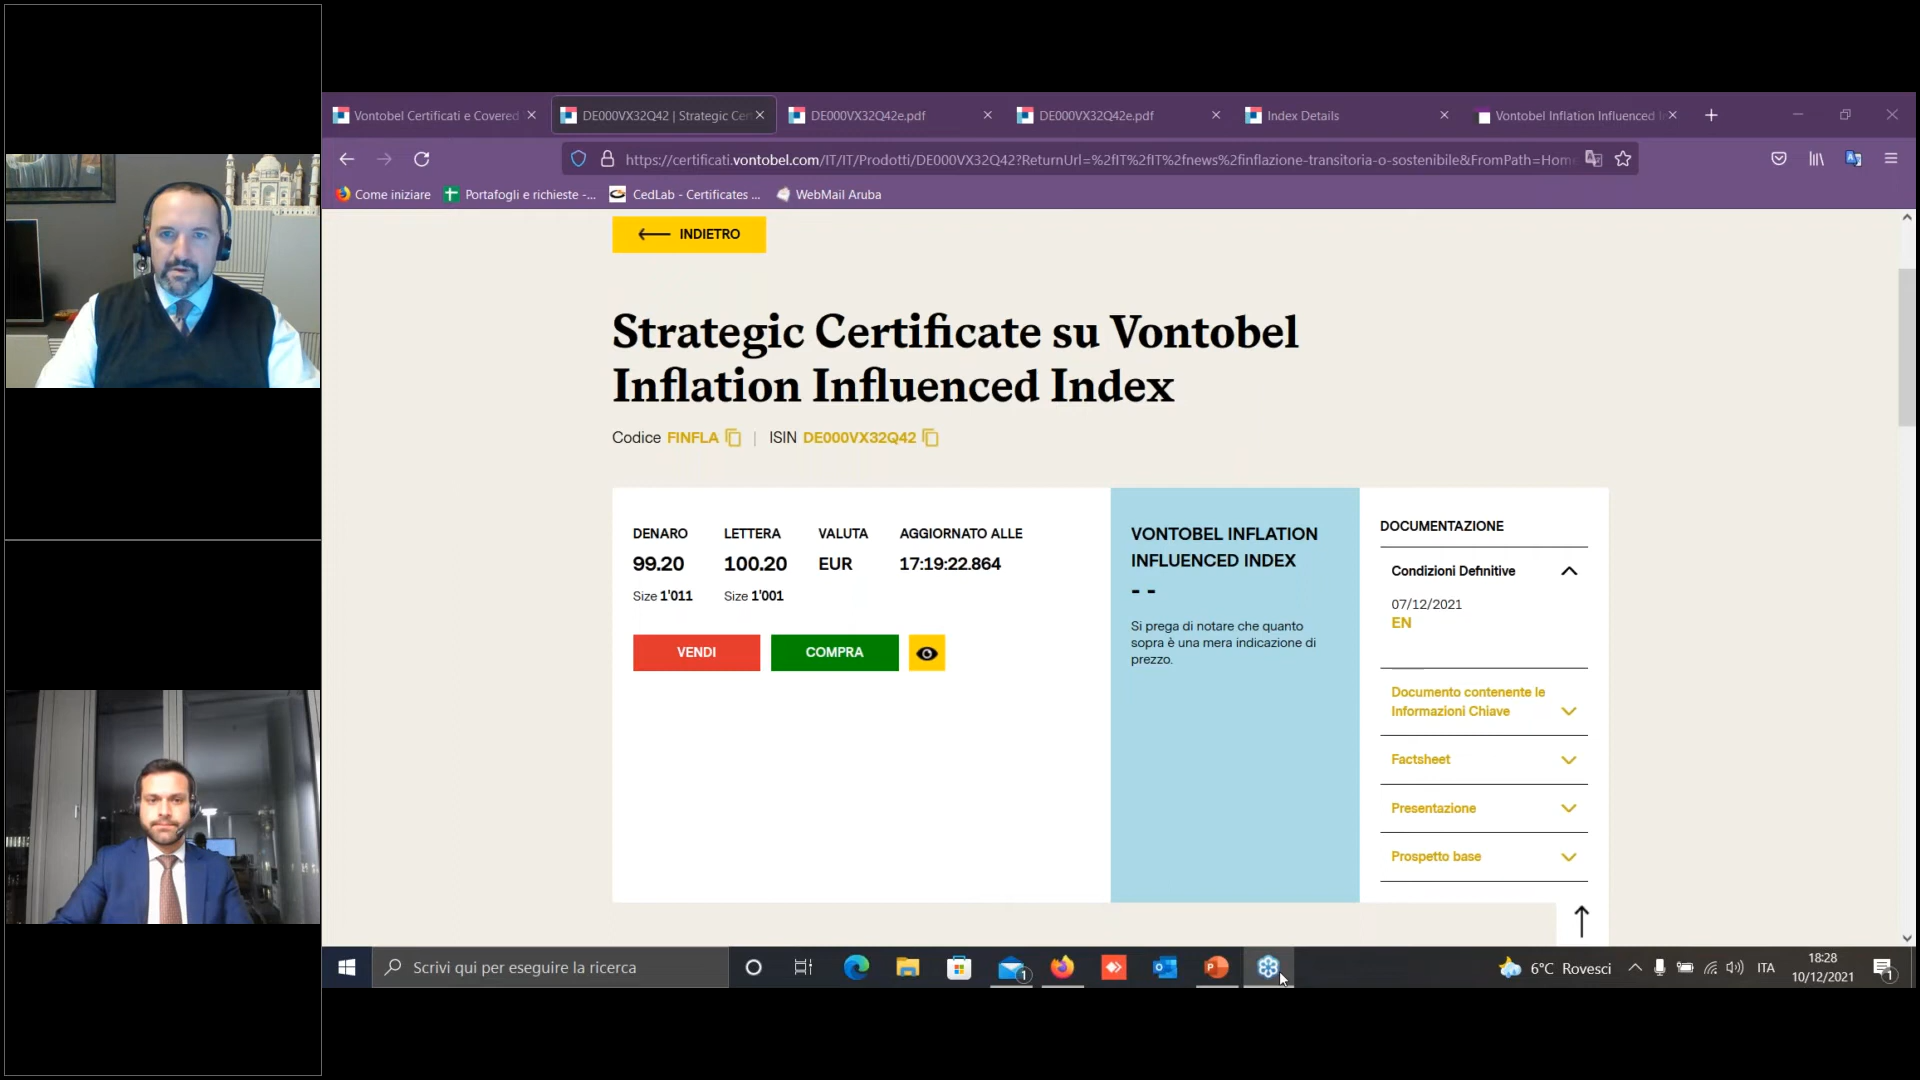 Vontobel Certificati e Covered
DE000VX32Q42 | Strategic Cer
DE000VX32Q42e.pdf
DE000VX32Q42e.pdf
Index Details
Vontobel Inflation Influenced I
https://certificati.vontobel.com/IT/IT/Prodotti/DE000VX32Q42?ReturnUrl=%2fIT%2fIT%2fnews%2finflazione-transitoria-o-sostenibile&FromPath=Hom
Come iniziare
Portafogli e richieste -...
CedLab - Certificates ...
WebMail Aruba
INDIETRO
Strategic Certificate su Vontobel
Inflation Influenced Index
Codice FINFLA | ISIN DE000VX32Q42
DENARO LETTERA VALUTA AGGIORNATO ALLE
99.20 100.20 EUR 17:19:22.864
Size 1'011 Size 1'001
VENDI COMPRA
VONTOBEL INFLATION
INFLUENCED INDEX
- -
Si prega di notare che quanto
sopra è una mera indicazione di
prezzo.
DOCUMENTAZIONE
Condizioni Definitive
07/12/2021
EN
Documento contenente le
Informazioni Chiave
Factsheet
Presentazione
Prospetto base
Scrivi qui per eseguire la ricerca
1
6°C Rovesci
ITA
18:28
10/12/2021
1